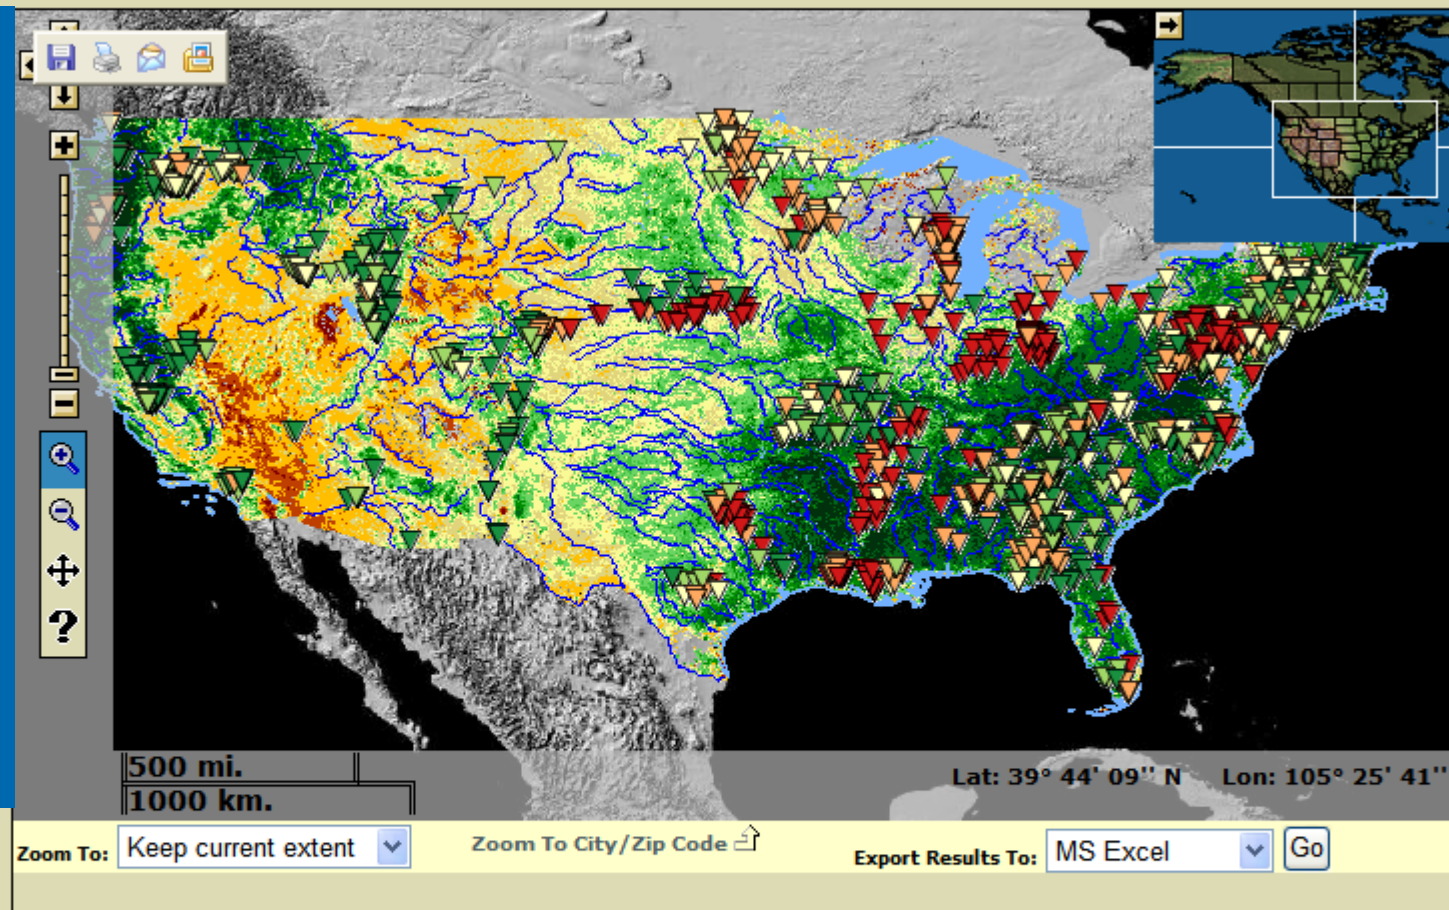 ?
500 mi.
1000 km.
Lat: 39° 44' 09'' N Lon: 105° 25' 41''
Zoom To: Keep current extent Zoom To City/Zip Code Export Results To: MS Excel Go